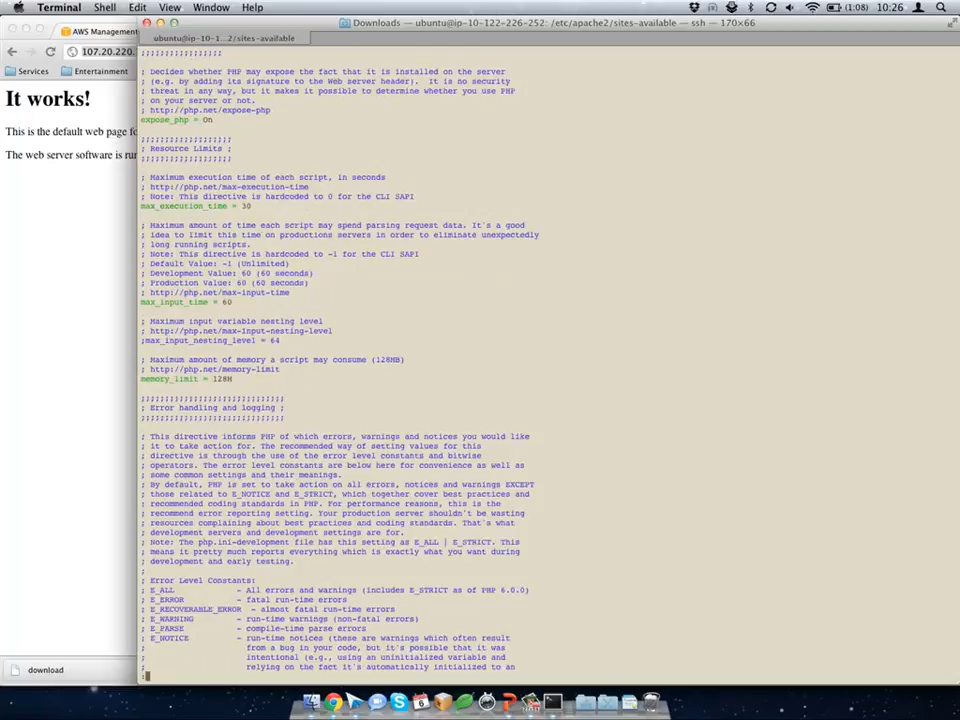 Terminal Shell Edit View Window Help
(1:08) 10:26
Downloads — ubuntu@ip-10-122-226-252: /etc/apache2/sites-available — ssh — 170×66
AWS Managemen
ubuntu@ip-10-1...2/sites-available
107.20.220.
Services Entertainment
It works!
This is the default web page fo
The web server software is run
;;;;;;;;;;;;;;;;;
; Decides whether PHP may expose the fact that it is installed on the server
; (e.g. by adding its signature to the Web server header).  It is no security
; threat in any way, but it makes it possible to determine whether you use PHP
; on your server or not.
; http://php.net/expose-php
expose_php = On
;;;;;;;;;;;;;;;;;;;
; Resource Limits ;
;;;;;;;;;;;;;;;;;;;
; Maximum execution time of each script, in seconds
; http://php.net/max-execution-time
; Note: This directive is hardcoded to 0 for the CLI SAPI
max_execution_time = 30
; Maximum amount of time each script may spend parsing request data. It's a good
; idea to limit this time on productions servers in order to eliminate unexpectedly
; long running scripts.
; Note: This directive is hardcoded to -1 for the CLI SAPI
; Default Value: -1 (Unlimited)
; Development Value: 60 (60 seconds)
; Production Value: 60 (60 seconds)
; http://php.net/max-input-time
max_input_time = 60
; Maximum input variable nesting level
; http://php.net/max-input-nesting-level
;max_input_nesting_level = 64
; Maximum amount of memory a script may consume (128MB)
; http://php.net/memory-limit
memory_limit = 128M
;;;;;;;;;;;;;;;;;;;;;;;;;;;;;;
; Error handling and logging ;
;;;;;;;;;;;;;;;;;;;;;;;;;;;;;;
; This directive informs PHP of which errors, warnings and notices you would like
; it to take action for. The recommended way of setting values for this
; directive is through the use of the error level constants and bitwise
; operators. The error level constants are below here for convenience as well as
; some common settings and their meanings.
; By default, PHP is set to take action on all errors, notices and warnings EXCEPT
; those related to E_NOTICE and E_STRICT, which together cover best practices and
; recommended coding standards in PHP. For performance reasons, this is the
; recommend error reporting setting. Your production server shouldn't be wasting
; resources complaining about best practices and coding standards. That's what
; development servers and development settings are for.
; Note: The php.ini-development file has this setting as E_ALL | E_STRICT. This
; means it pretty much reports everything which is exactly what you want during
; development and early testing.
;
; Error Level Constants:
; E_ALL - All errors and warnings (includes E_STRICT as of PHP 6.0.0)
; E_ERROR - fatal run-time errors
; E_RECOVERABLE_ERROR - almost fatal run-time errors
; E_WARNING - run-time warnings (non-fatal errors)
; E_PARSE - compile-time parse errors
; E_NOTICE - run-time notices (these are warnings which often result
; from a bug in your code, but it's possible that it was
; intentional (e.g., using an uninitialized variable and
; relying on the fact it's automatically initialized to an
:
download
6